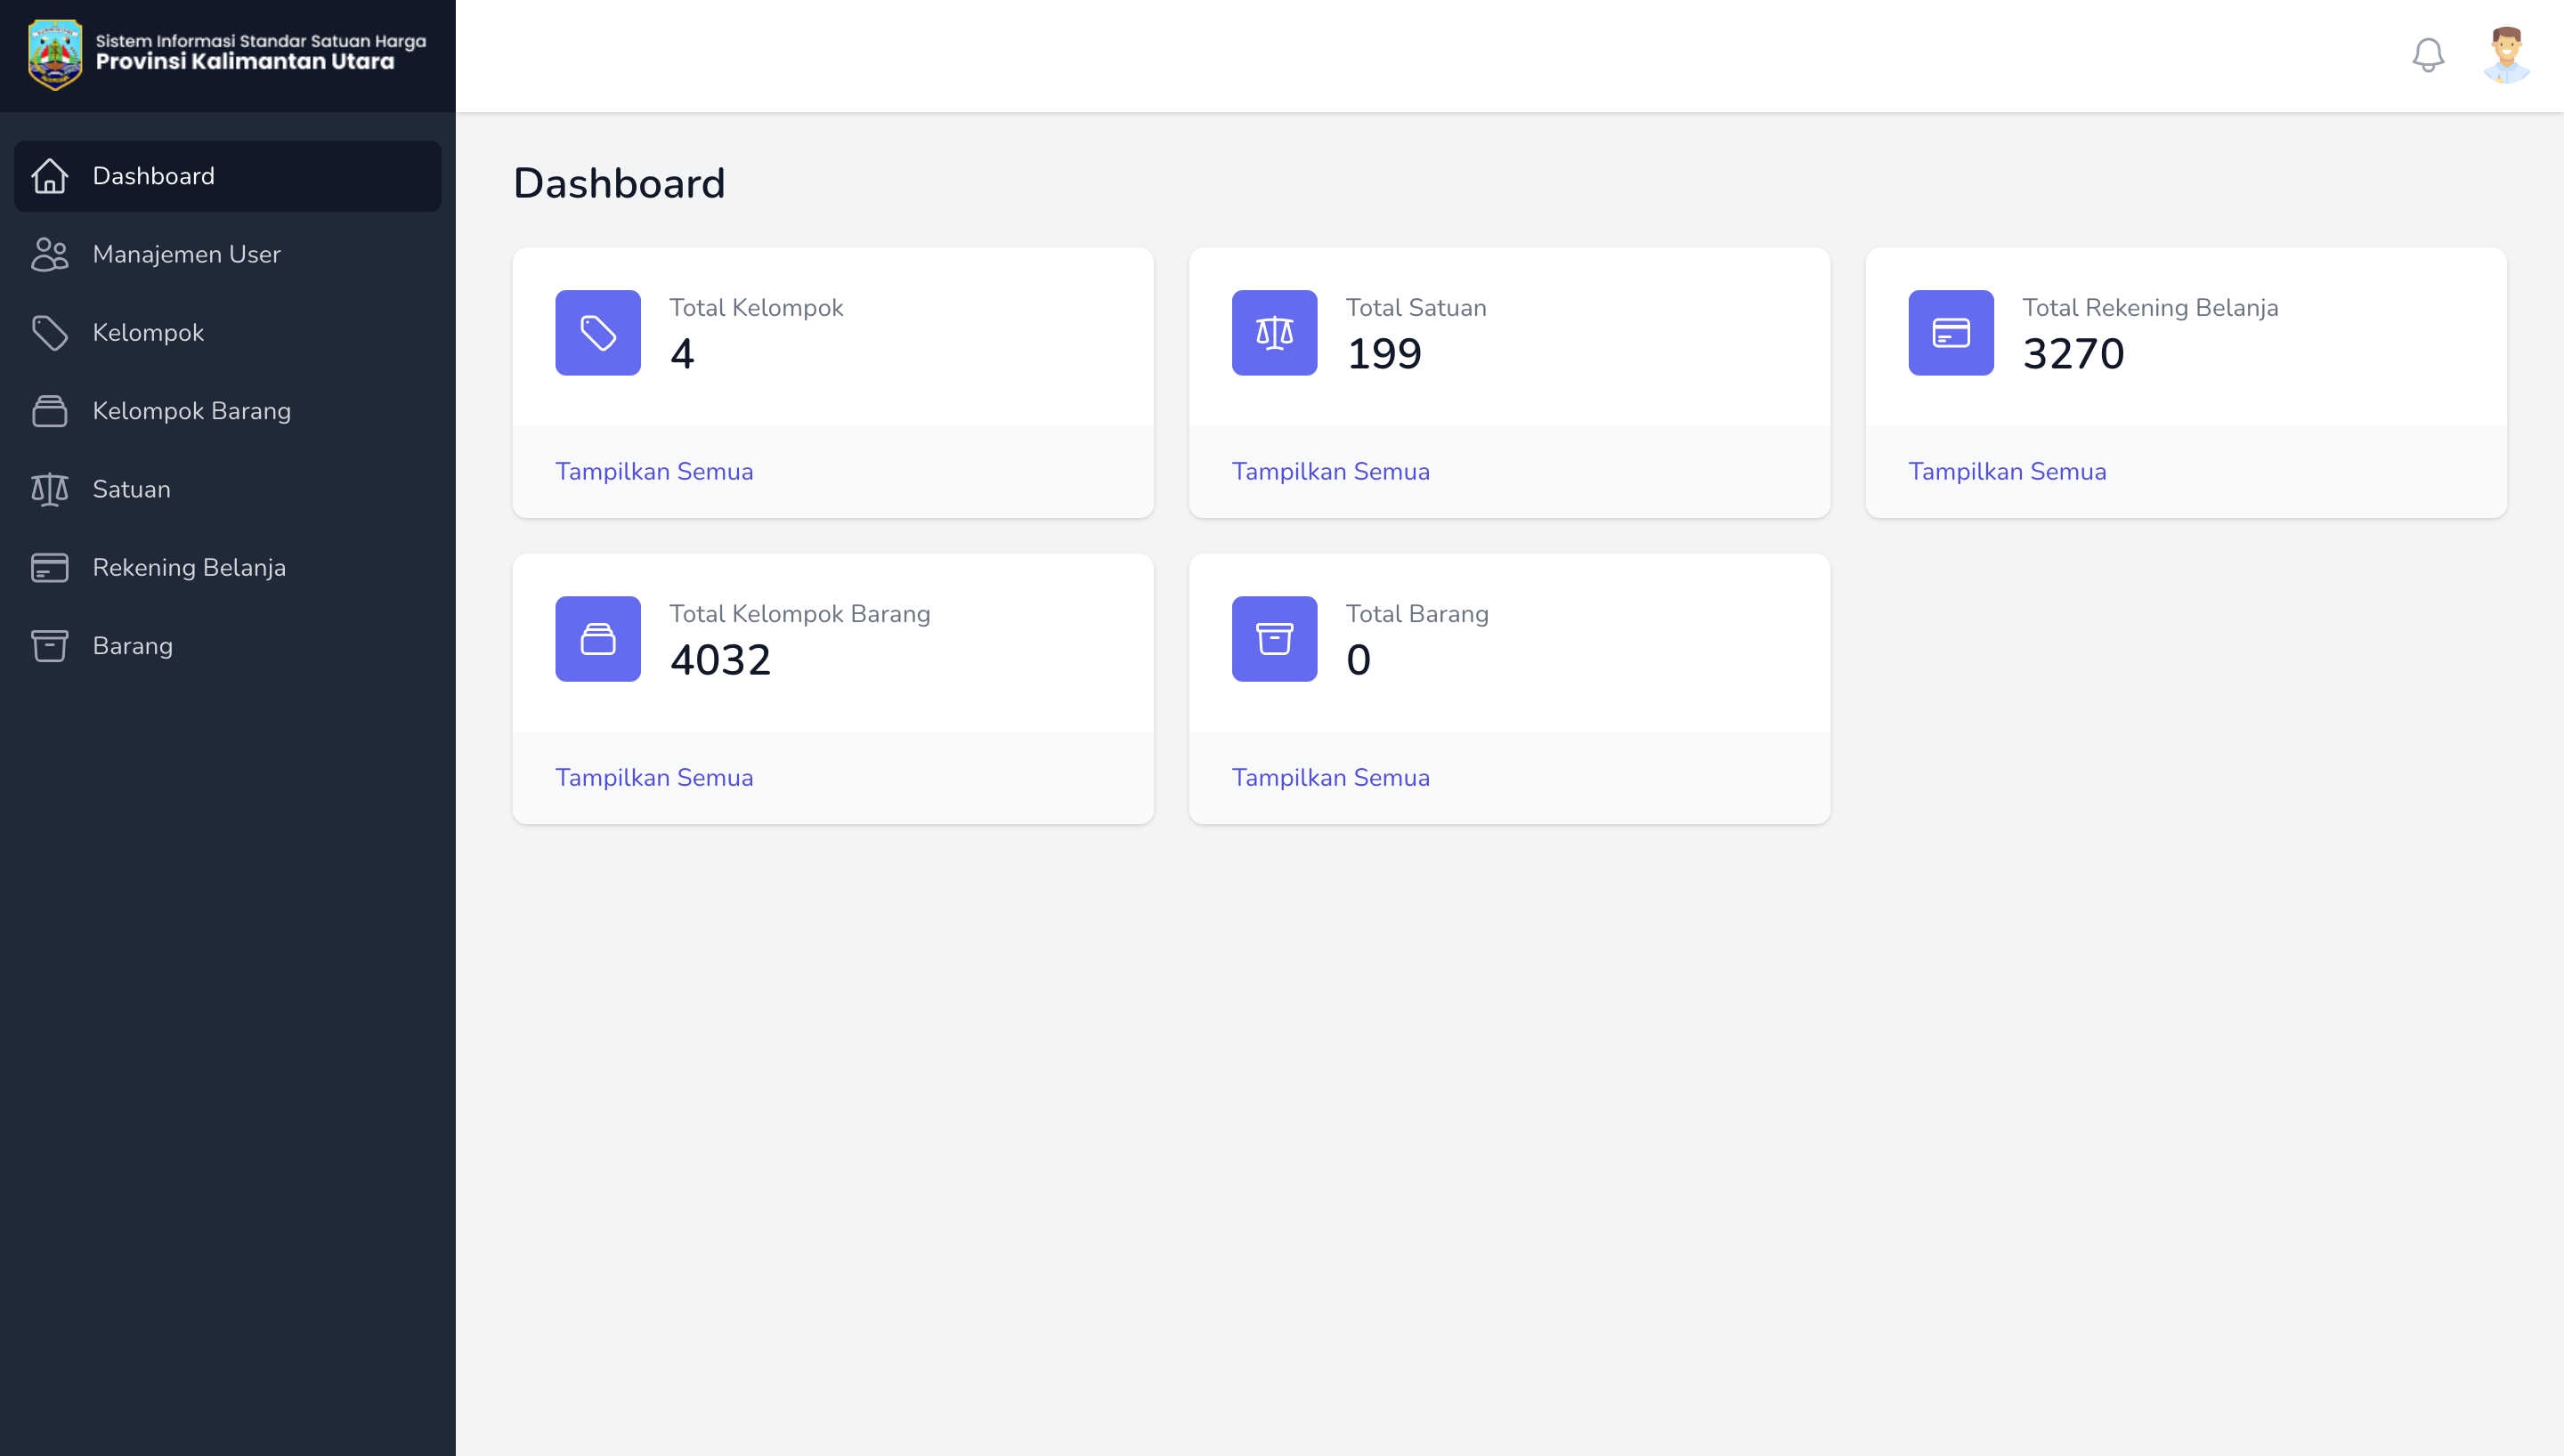 Sistem Informasi Standar Satuan Harga
Provinsi Kalimantan Utara
Dashboard
Manajemen User
Kelompok
Kelompok Barang
Satuan
Rekening Belanja
Barang
Dashboard
Total Kelompok
4
Tampilkan Semua
Total Satuan
199
Tampilkan Semua
Total Rekening Belanja
3270
Tampilkan Semua
Total Kelompok Barang
4032
Tampilkan Semua
Total Barang
0
Tampilkan Semua